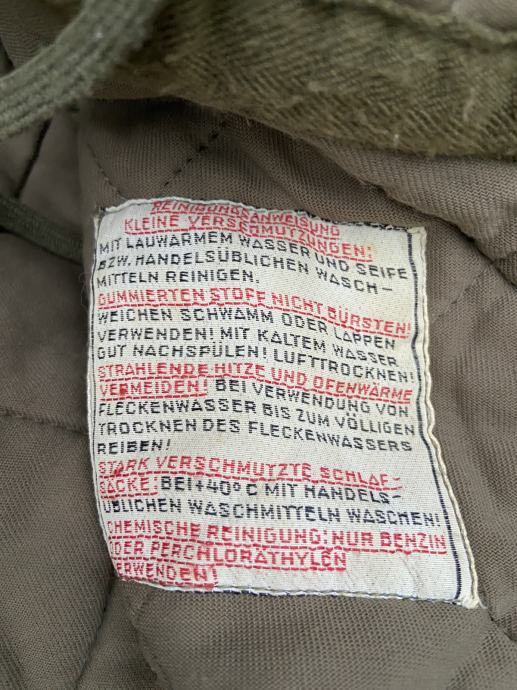 REINIGUNGSANWEISUNG
KLEINE VERSCHMUTZUNGEN:
MIT LAUWARMEM WASSER UND SEIFE
BZW. HANDELSÜBLICHEN WASCH-
MITTELN REINIGEN.
GUMMIERTEN STOFF NICHT BÜRSTEN!
WEICHEN SCHWAMM ODER LAPPEN
VERWENDEN! MIT KALTEM WASSER
GUT NACHSPÜLEN! LUFTTROCKNEN!
STRAHLENDE HITZE UND OFENWÄRME
VERMEIDEN! BEI VERWENDUNG VON
FLECKENWASSER BIS ZUM VÖLLIGEN
TROCKNEN DES FLECKENWASSERS
REIBEN!
STARK VERSCHMUTZTE SCHLAF-
SÄCKE: BEI +40° C MIT HANDELS-
ÜBLICHEN WASCHMITTELN WASCHEN!
CHEMISCHE REINIGUNG: NUR BENZIN
ODER PERCHLORÄTHYLEN
VERWENDEN!